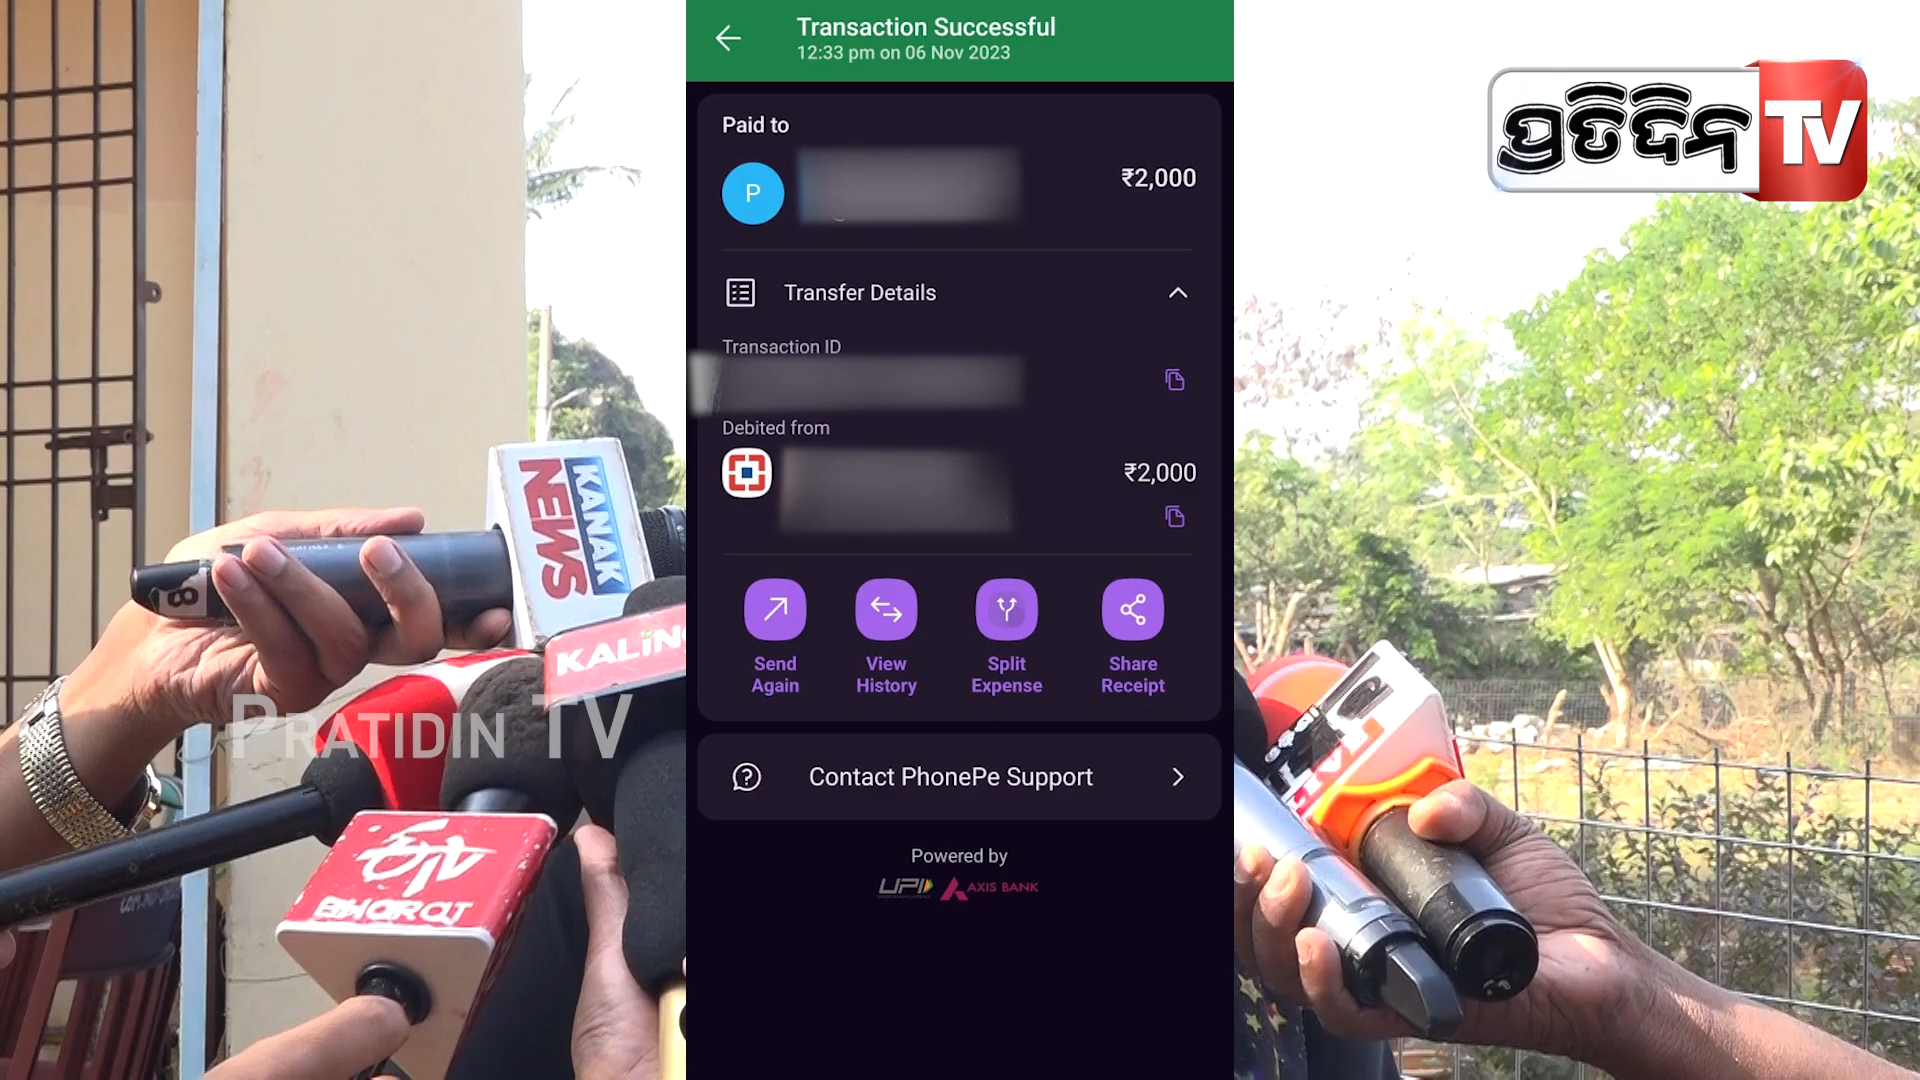 Transaction Successful
12:33 pm on 06 Nov 2023
ପ୍ରତିଦିନ TV
Paid to
P
₹2,000
Transfer Details
Transaction ID
Debited from
₹2,000
Send Again
View History
Split Expense
Share Receipt
Contact PhonePe Support
Powered by
UPI AXIS BANK
KANAK
NEWS
8
KALING
PRATIDIN TV
ETV
BHARAT